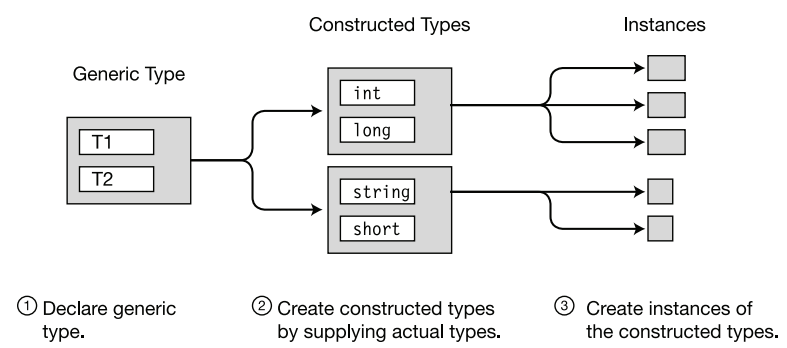 Constructed Types
Instances
Generic Type
T1
T2
int
long
string
short
① Declare generic
type.
② Create constructed types
by supplying actual types.
③ Create instances of
the constructed types.